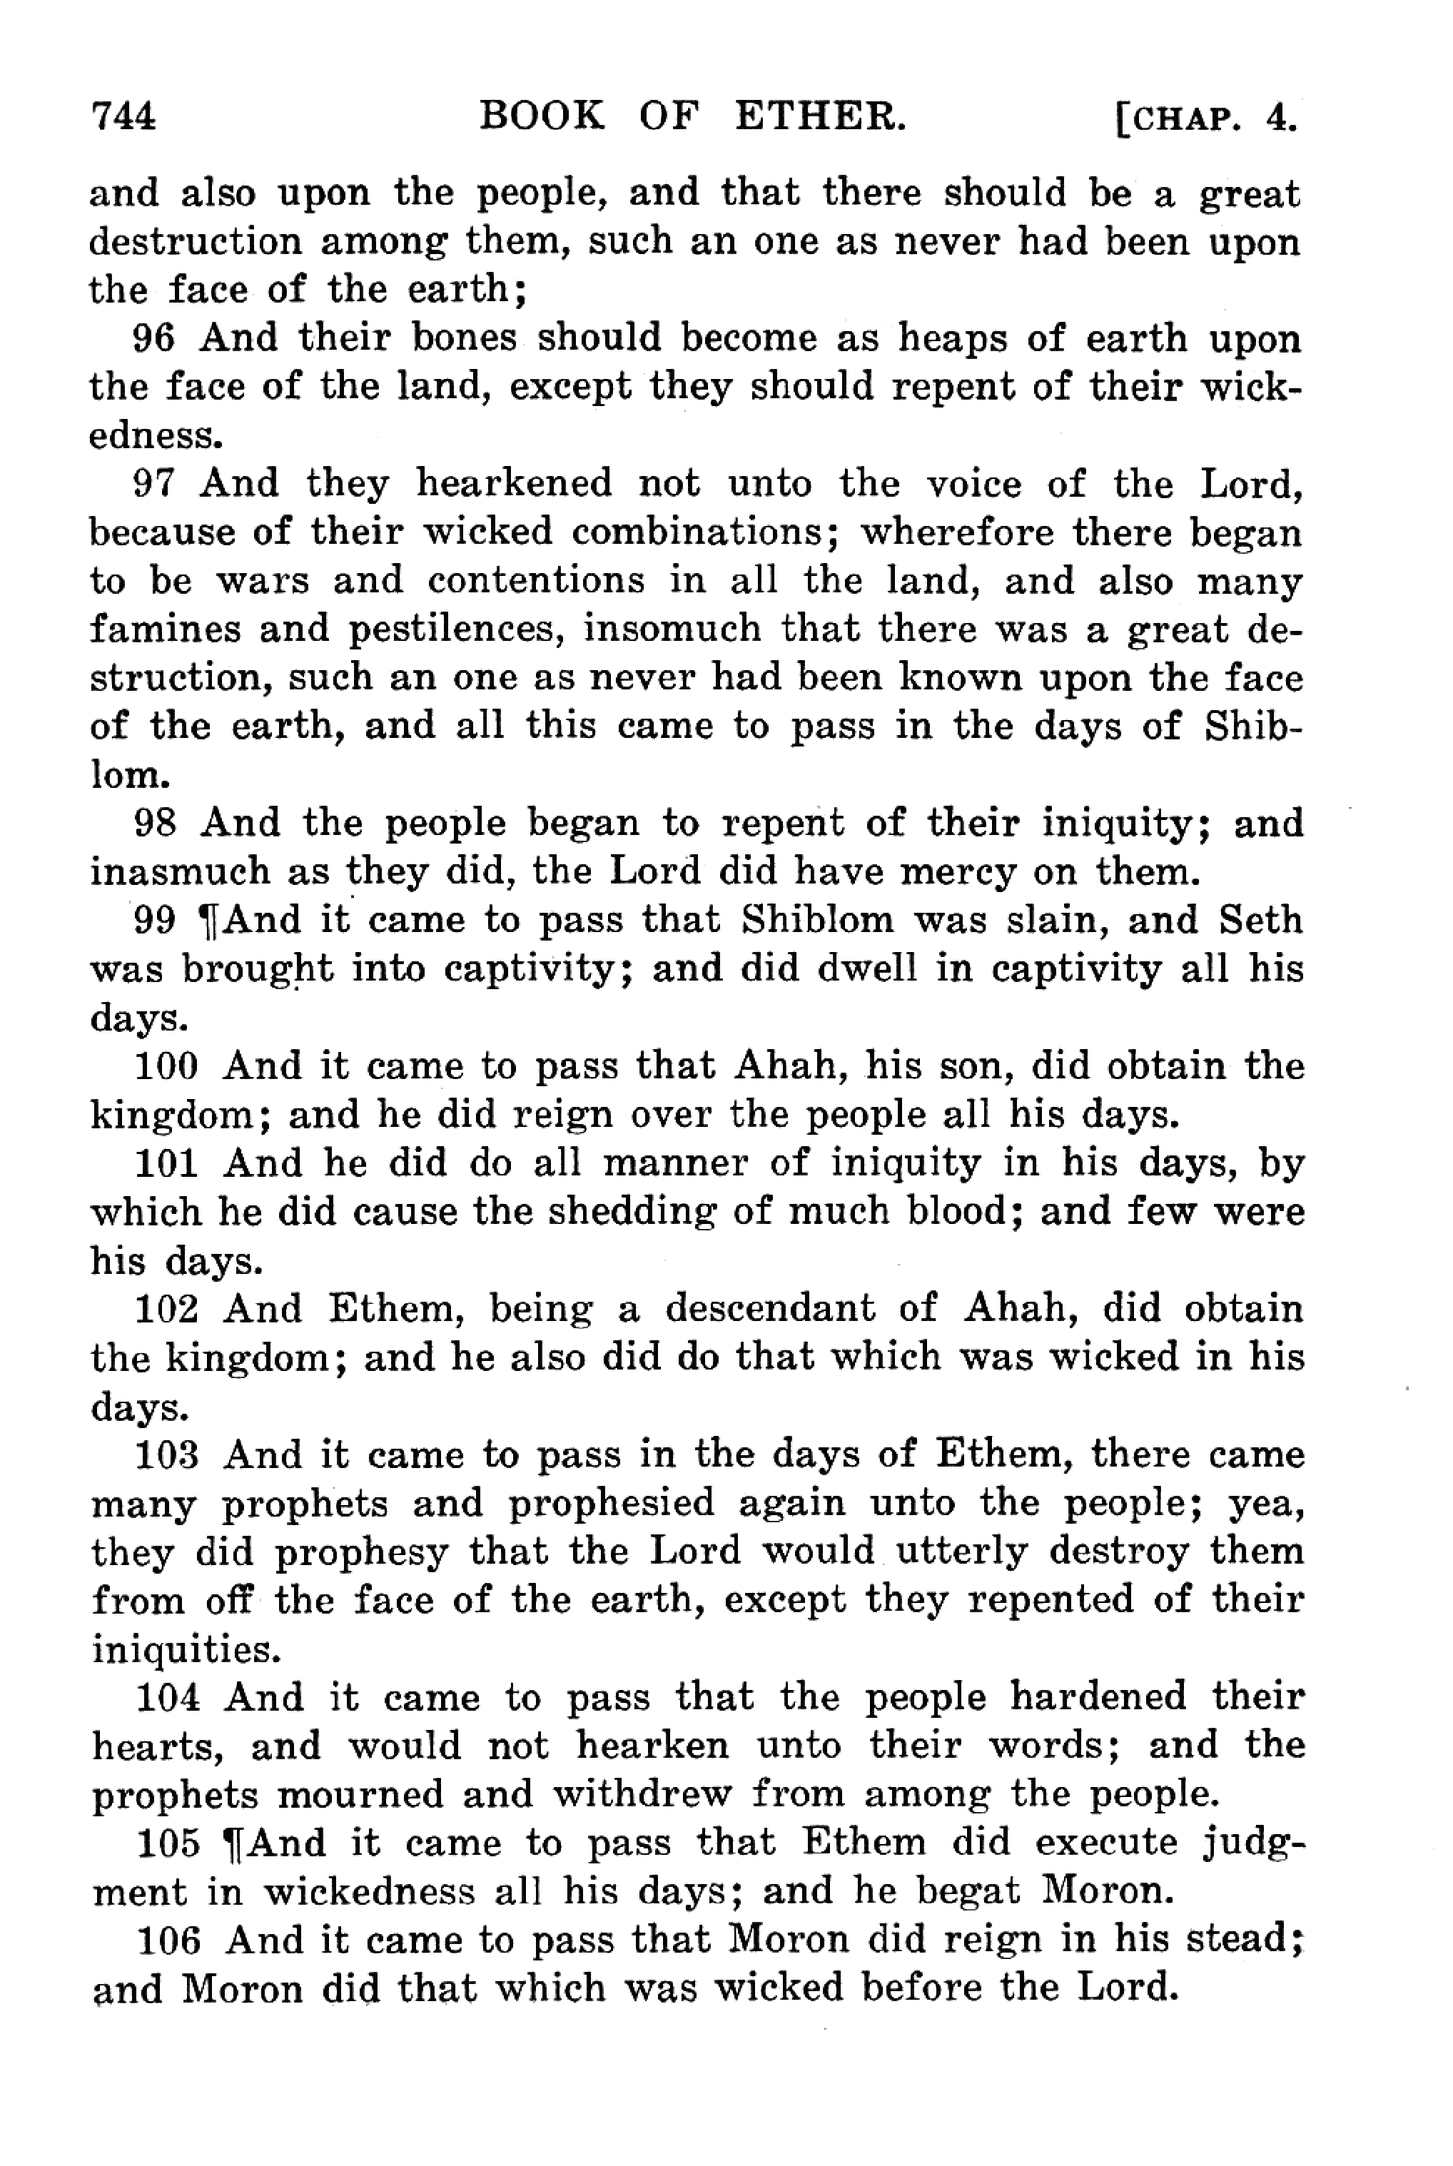 744 BOOK OF ETHER. [CHAP. 4.
and also upon the people, and that there should be a great
destruction among them, such an one as never had been upon
the face of the earth;
96 And their bones should become as heaps of earth upon
the face of the land, except they should repent of their wick-
edness.
97 And they hearkened not unto the voice of the Lord,
because of their wicked combinations; wherefore there began
to be wars and contentions in all the land, and also many
famines and pestilences, insomuch that there was a great de-
struction, such an one as never had been known upon the face
of the earth, and all this came to pass in the days of Shib-
lom.
98 And the people began to repent of their iniquity; and
inasmuch as they did, the Lord did have mercy on them.
99 ¶And it came to pass that Shiblom was slain, and Seth
was brought into captivity; and did dwell in captivity all his
days.
100 And it came to pass that Ahah, his son, did obtain the
kingdom; and he did reign over the people all his days.
101 And he did do all manner of iniquity in his days, by
which he did cause the shedding of much blood; and few were
his days.
102 And Ethem, being a descendant of Ahah, did obtain
the kingdom; and he also did do that which was wicked in his
days.
103 And it came to pass in the days of Ethem, there came
many prophets and prophesied again unto the people; yea,
they did prophesy that the Lord would utterly destroy them
from off the face of the earth, except they repented of their
iniquities.
104 And it came to pass that the people hardened their
hearts, and would not hearken unto their words; and the
prophets mourned and withdrew from among the people.
105 ¶And it came to pass that Ethem did execute judg-
ment in wickedness all his days; and he begat Moron.
106 And it came to pass that Moron did reign in his stead;
and Moron did that which was wicked before the Lord.